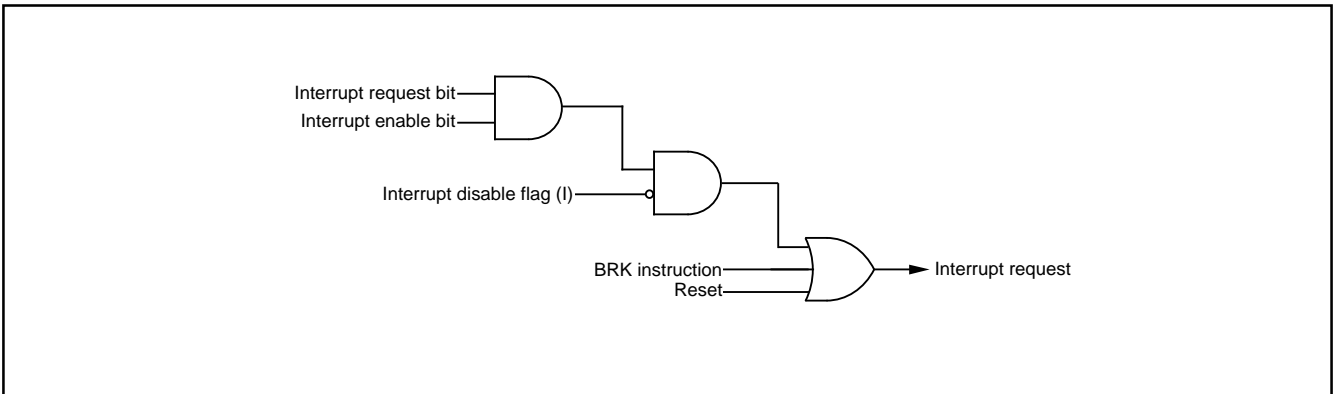 Interrupt request bit
Interrupt enable bit
Interrupt disable flag (I)
BRK instruction
Reset
Interrupt request